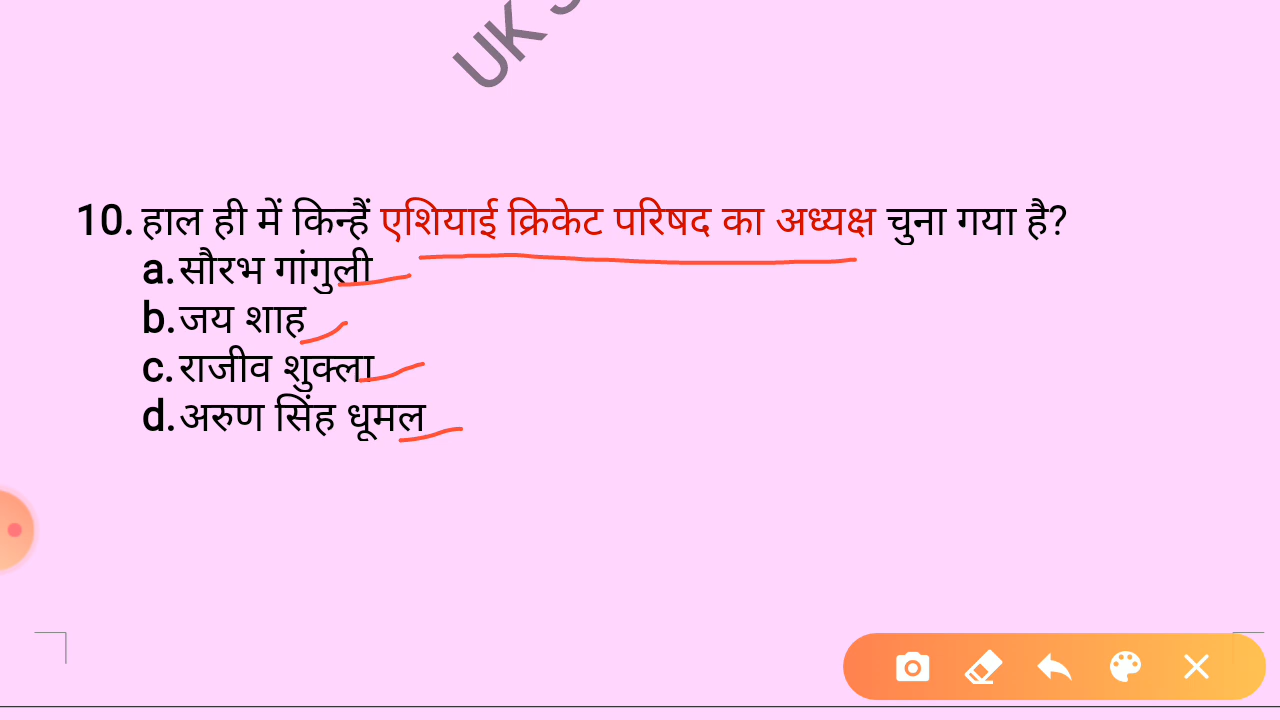 UK
10. हाल ही में किन्हैं एशियाई क्रिकेट परिषद का अध्यक्ष चुना गया है?
a.सौरभ गांगुली
b.जय शाह
c.राजीव शुक्ला
d.अरुण सिंह धूमल